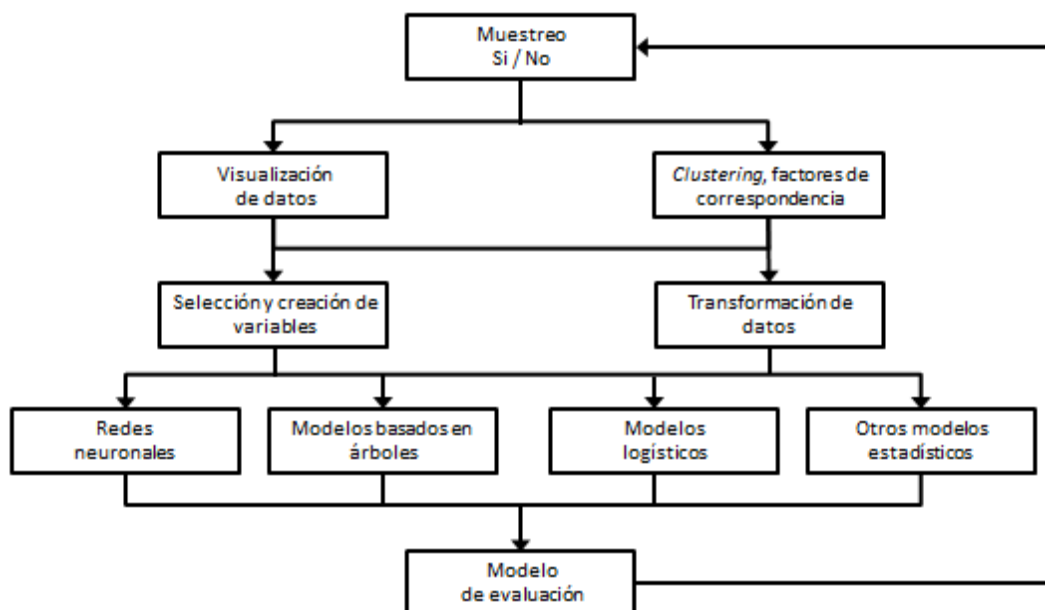 Muestreo
Si / No
Visualización
de datos
Clustering, factores de
correspondencia
Selección y creación de
variables
Transformación de
datos
Redes
neuronales
Modelos basados en
árboles
Modelos
logísticos
Otros modelos
estadísticos
Modelo
de evaluación